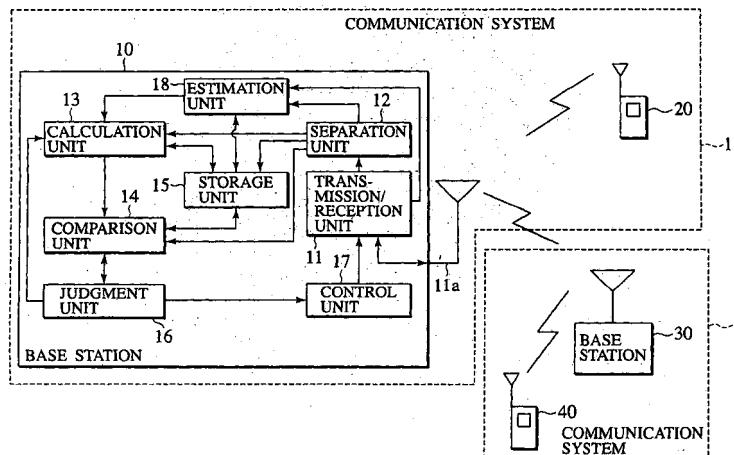 COMMUNICATION SYSTEM
10
18
ESTIMATION
UNIT
13
CALCULATION
UNIT
12
SEPARATION
UNIT
20
1
15
STORAGE
UNIT
TRANS-
MISSION/
RECEPTION
UNIT
14
COMPARISON
UNIT
11
11a
17
JUDGMENT
UNIT
16
CONTROL
UNIT
BASE STATION
BASE
STATION
30
40
COMMUNICATION
SYSTEM